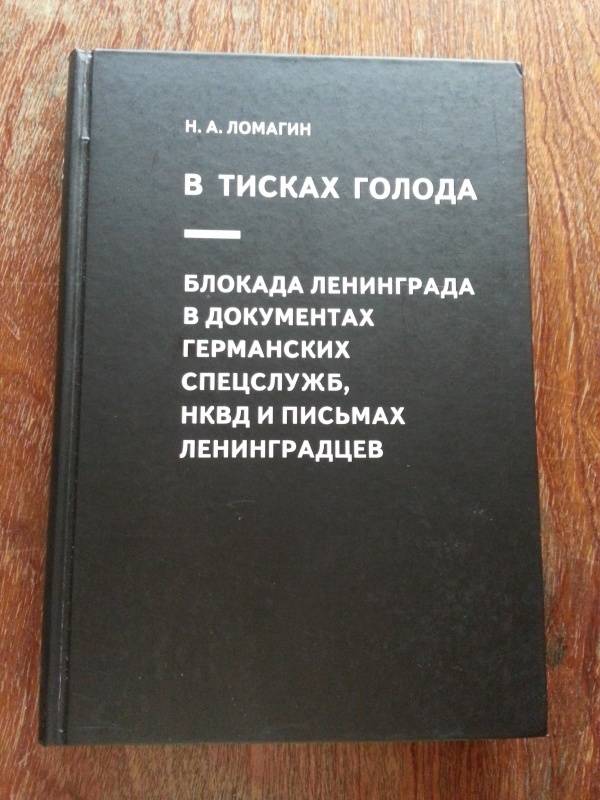 Н. А. ЛОМАГИН
В ТИСКАХ ГОЛОДА
БЛОКАДА ЛЕНИНГРАДА
В ДОКУМЕНТАХ
ГЕРМАНСКИХ
СПЕЦСЛУЖБ,
НКВД И ПИСЬМАХ
ЛЕНИНГРАДЦЕВ